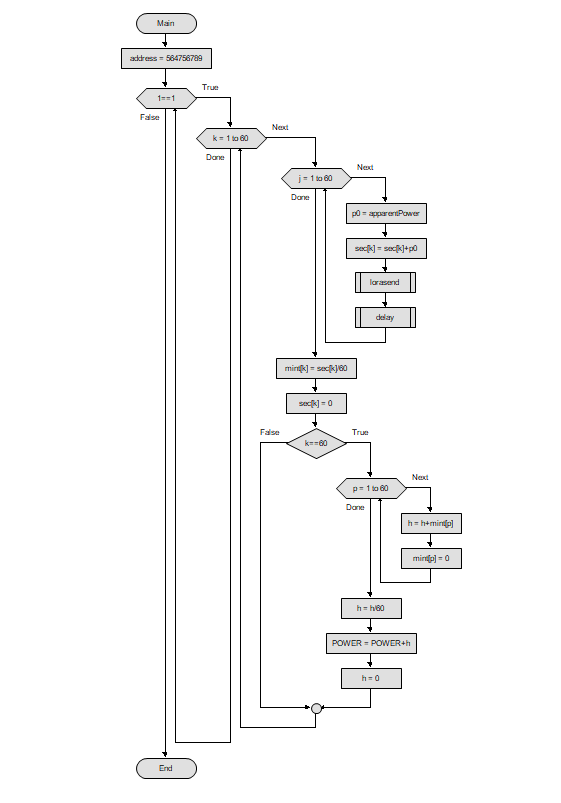 Main
address = 564756789
1==1
True
False
k = 1 to 60
Next
Done
j = 1 to 60
Next
Done
p0 = apparentPower
sec[k] = sec[k]+p0
lorasend
delay
mint[k] = sec[k]/60
sec[k] = 0
False
True
k==60
p = 1 to 60
Next
Done
h = h+mint[p]
mint[p] = 0
h = h/60
POWER = POWER+h
h = 0
End